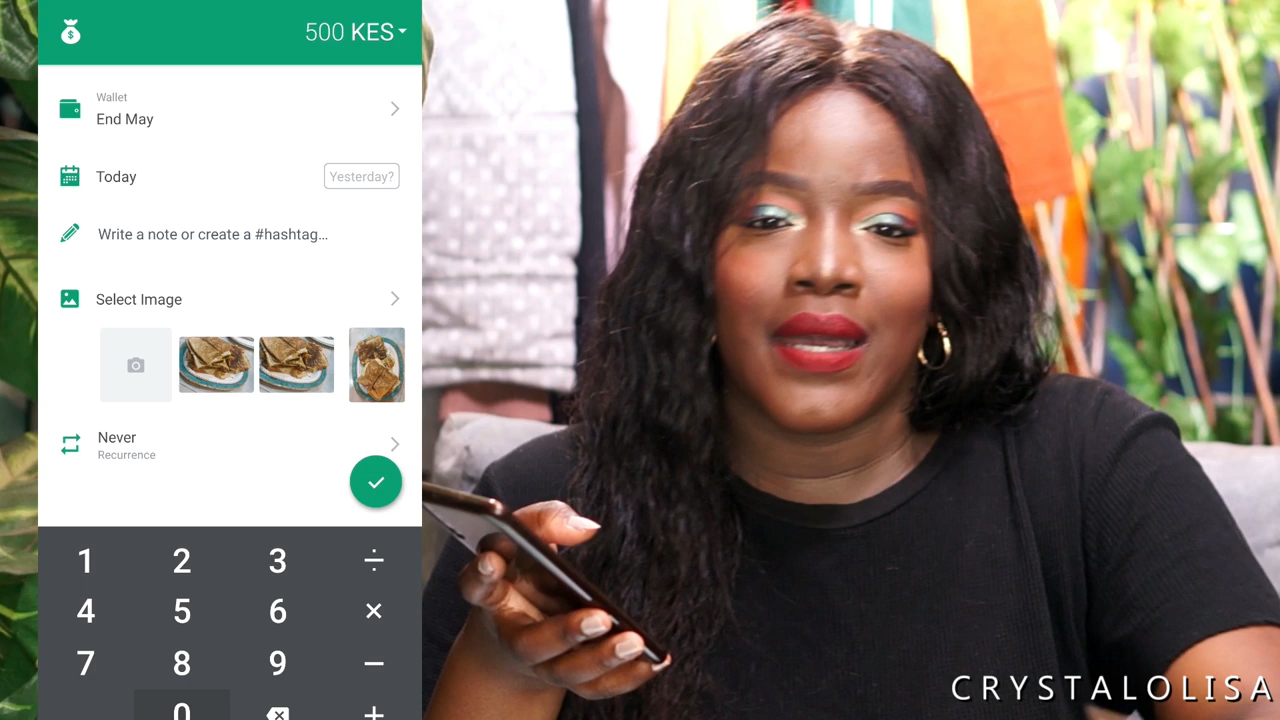 500 KES
Wallet
End May
Today
Yesterday?
Write a note or create a #hashtag...
Select Image
Never
Recurrence
1 2 3 ÷
4 5 6 ×
7 8 9 −
0 +
CRYSTALOLISA